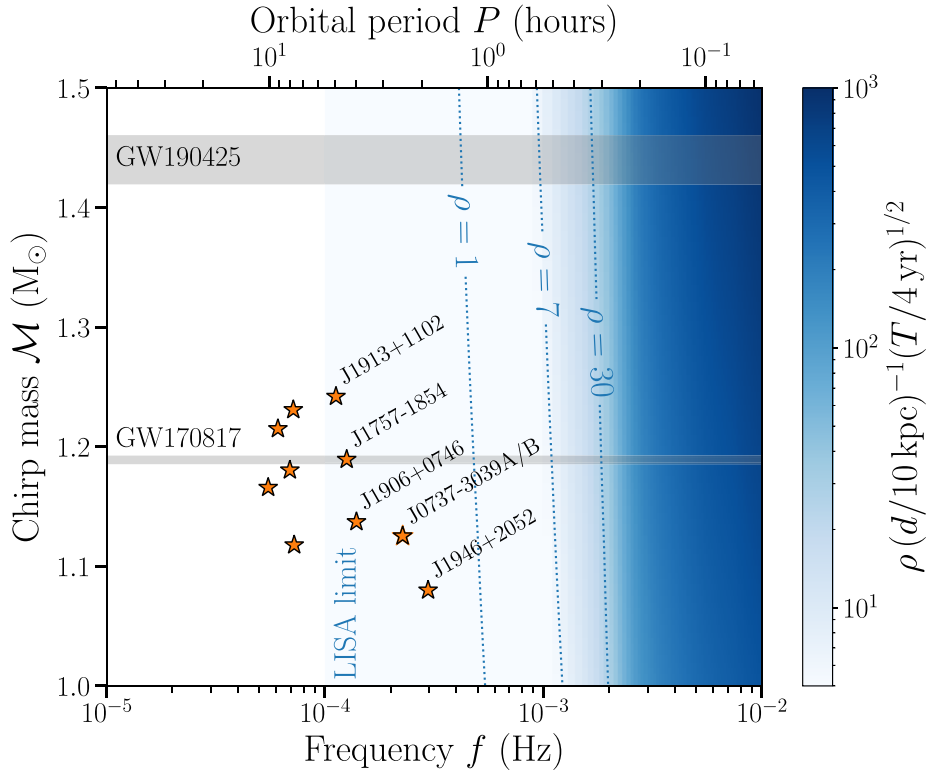 Orbital period P (hours)
10¹ 10⁰ 10⁻¹
1.5
1.4
1.3
1.2
1.1
1.0
Chirp mass ℳ (M⊙)
GW190425
GW170817
ρ = 1
ρ = 7
ρ = 30
J1913+1102
J1757-1854
J1906+0746
J0737-3039A/B
J1946+2052
LISA limit
10⁻⁵ 10⁻⁴ 10⁻³ 10⁻²
Frequency f (Hz)
10³
10²
10¹
ρ(d/10 kpc)⁻¹(T/4 yr)^{1/2}